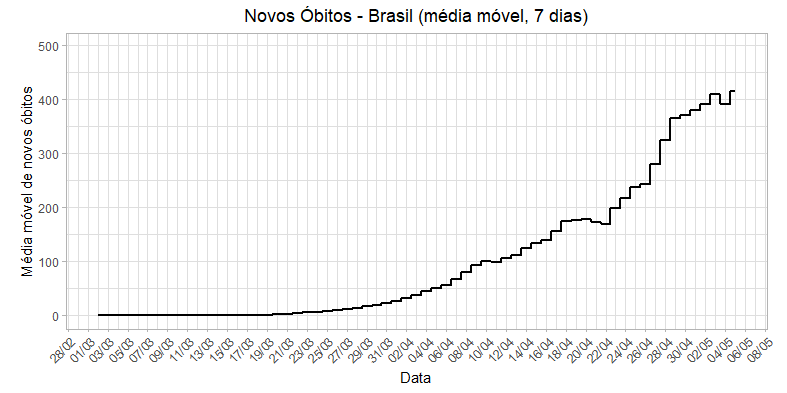 Novos Óbitos - Brasil (média móvel, 7 dias)
Média móvel de novos óbitos
500
400
300
200
100
0
28/02 01/03 03/03 05/03 07/03 09/03 11/03 13/03 15/03 17/03 19/03 21/03 23/03 25/03 27/03 29/03 31/03 02/04 04/04 06/04 08/04 10/04 12/04 14/04 16/04 18/04 20/04 22/04 24/04 26/04 28/04 30/04 02/05 04/05 06/05 08/05
Data